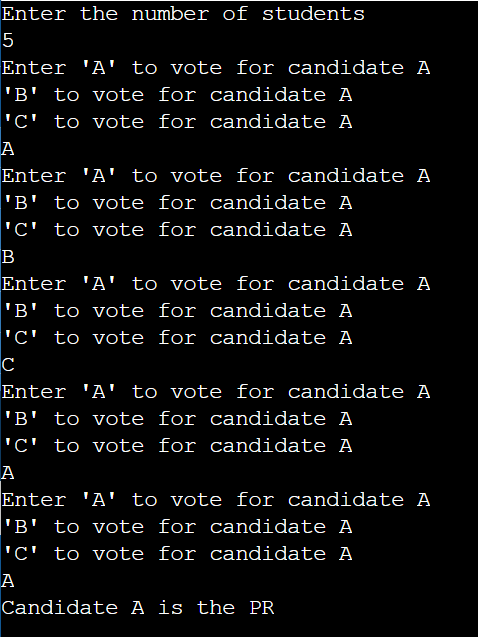 Enter the number of students
5
Enter 'A' to vote for candidate A
'B' to vote for candidate A
'C' to vote for candidate A
A
Enter 'A' to vote for candidate A
'B' to vote for candidate A
'C' to vote for candidate A
B
Enter 'A' to vote for candidate A
'B' to vote for candidate A
'C' to vote for candidate A
C
Enter 'A' to vote for candidate A
'B' to vote for candidate A
'C' to vote for candidate A
A
Enter 'A' to vote for candidate A
'B' to vote for candidate A
'C' to vote for candidate A
A
Candidate A is the PR